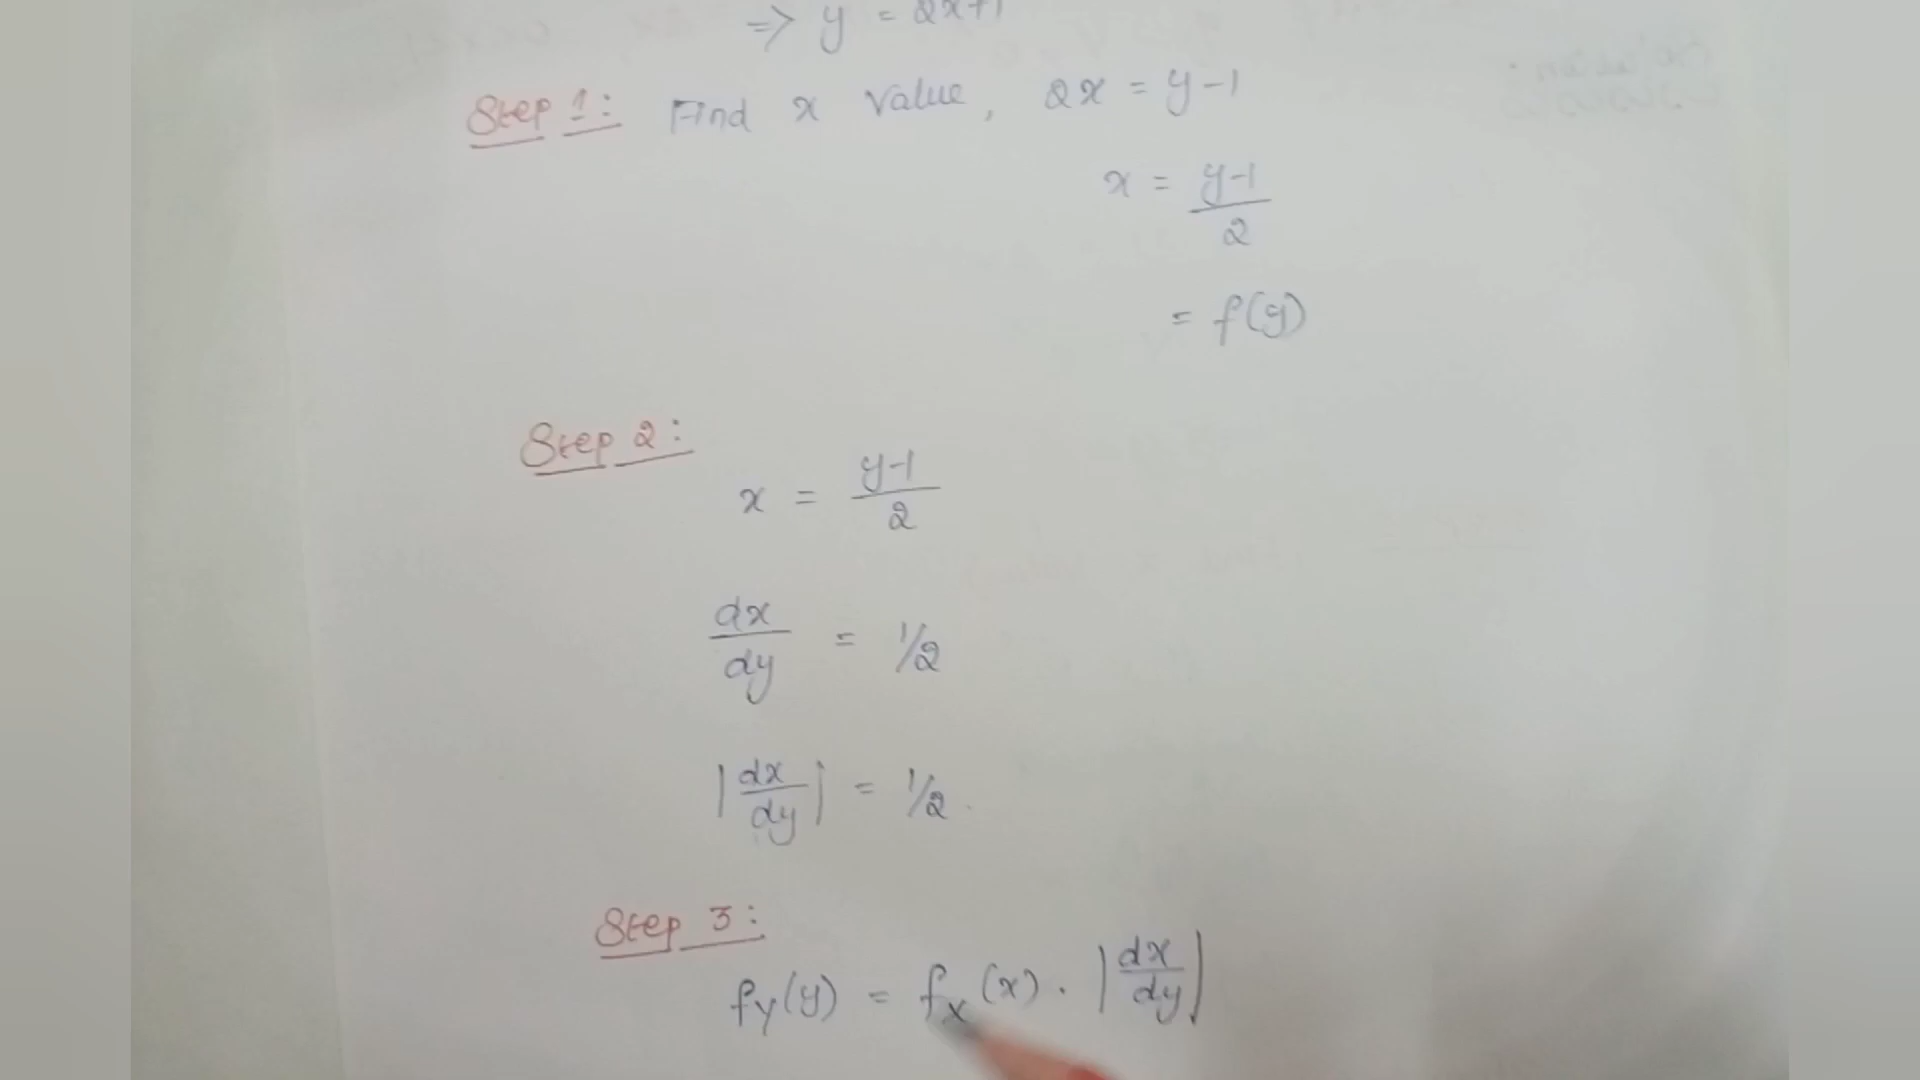 => y = 2x+1
Step 1: Find x value, 2x = y-1
x = y-1/2
= f(y)
Step 2:
x = y-1/2
dx/dy = 1/2
|dx/dy| = 1/2.
Step 3:
fy(y) = fx(x) . |dx/dy|